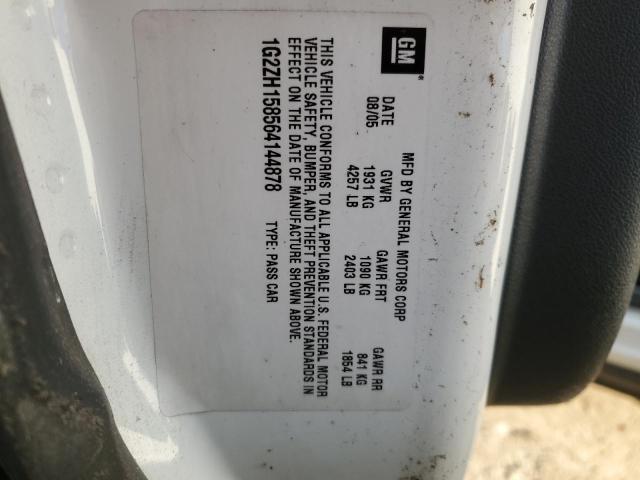 GM
MFD BY GENERAL MOTORS CORP
DATE GVWR GAWR FRT GAWR RR
08/05 1931 KG 1090 KG 841 KG
4257 LB 2403 LB 1854 LB
THIS VEHICLE CONFORMS TO ALL APPLICABLE U.S. FEDERAL MOTOR
VEHICLE SAFETY, BUMPER, AND THEFT PREVENTION STANDARDS IN
EFFECT ON THE DATE OF MANUFACTURE SHOWN ABOVE.
1G2ZH158564144878 TYPE: PASS CAR